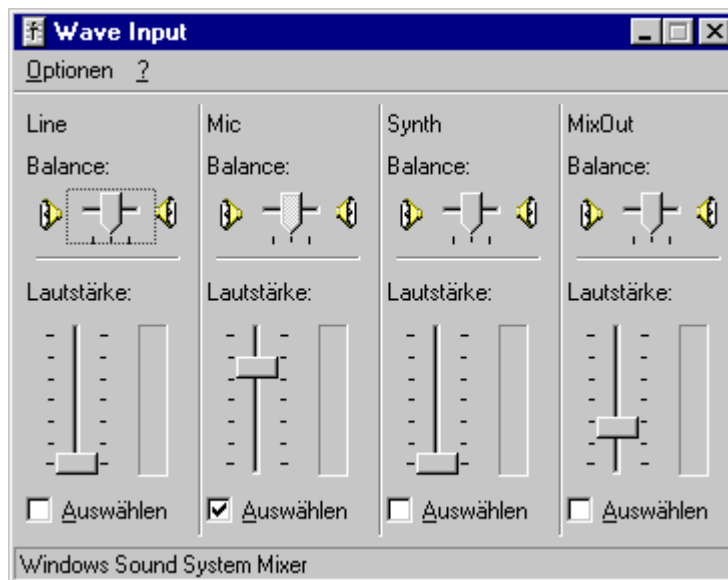 Wave Input
Optionen ?
Line Mic Synth MixOut
Balance: Balance: Balance: Balance:
Lautstärke: Lautstärke: Lautstärke: Lautstärke:
Auswählen Auswählen Auswählen Auswählen
Windows Sound System Mixer